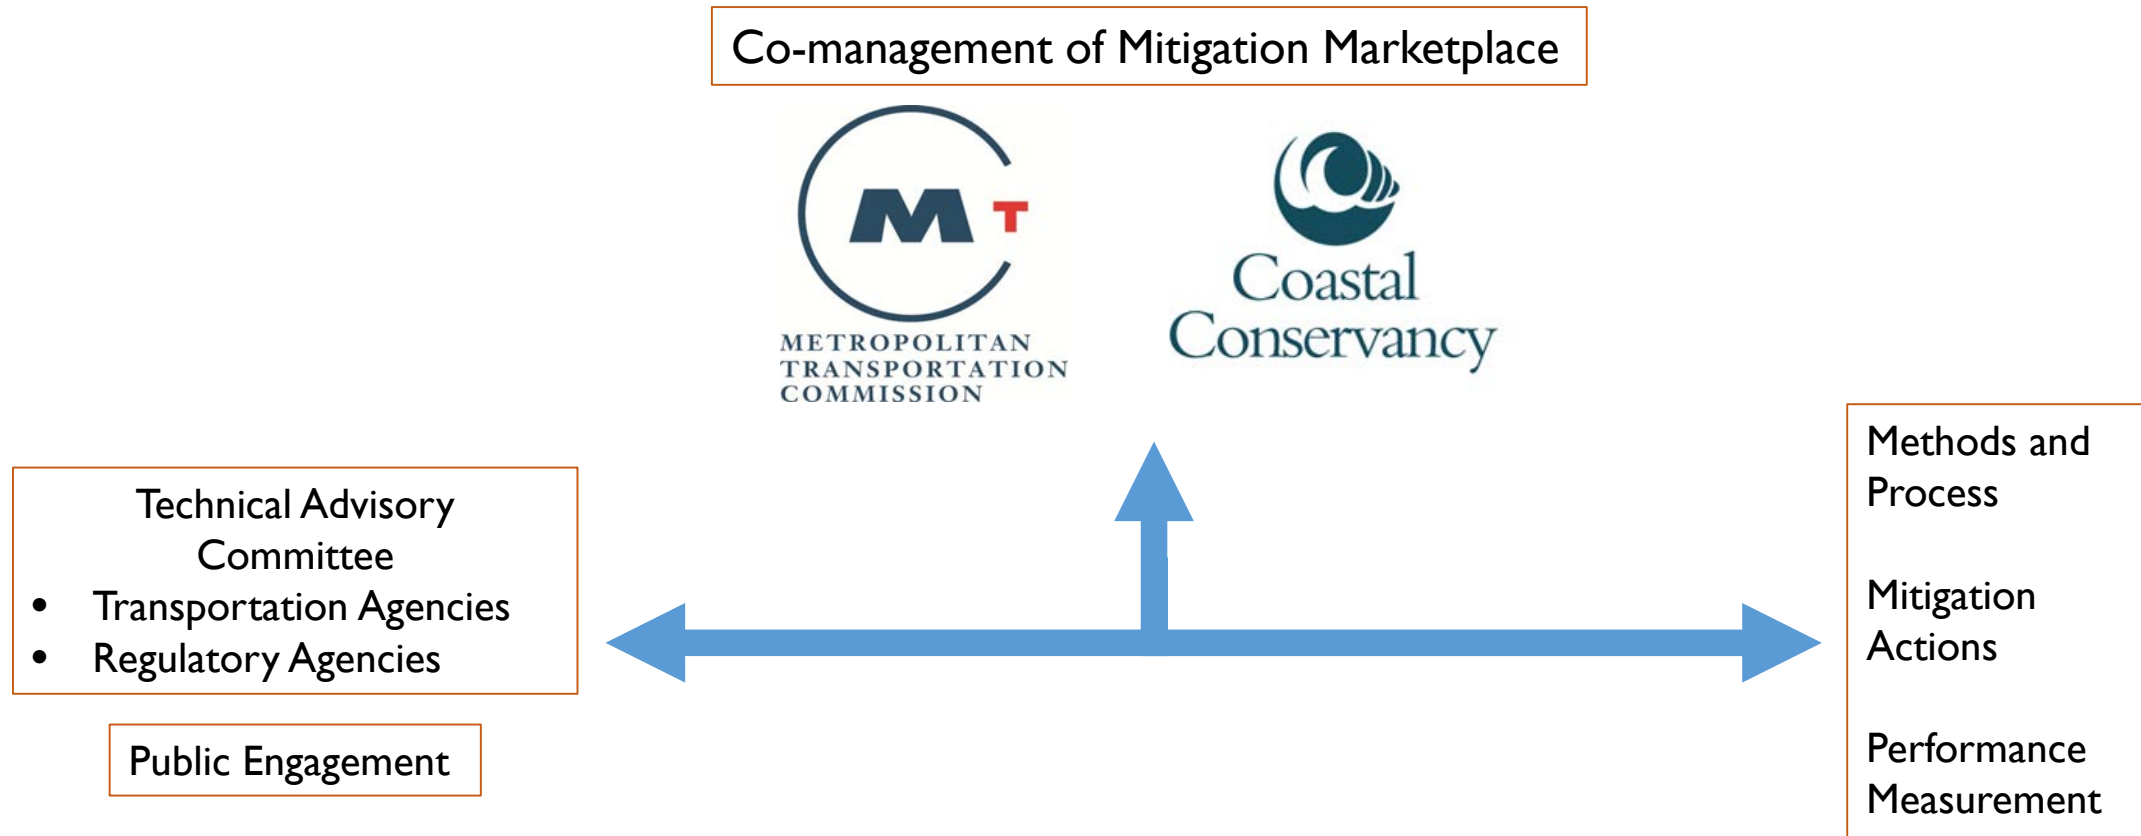 Co-management of Mitigation Marketplace
M T
METROPOLITAN
TRANSPORTATION
COMMISSION
Coastal
Conservancy
Technical Advisory
Committee
• Transportation Agencies
• Regulatory Agencies
Public Engagement
Methods and
Process
Mitigation
Actions
Performance
Measurement